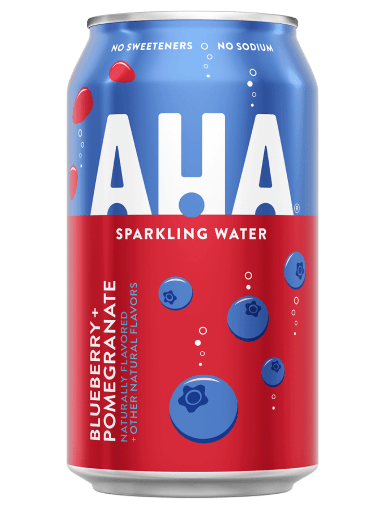 NO SWEETENERS NO SODIUM
AHA®
SPARKLING WATER
BLUEBERRY +
POMEGRANATE
NATURALLY FLAVORED
+ OTHER NATURAL FLAVORS